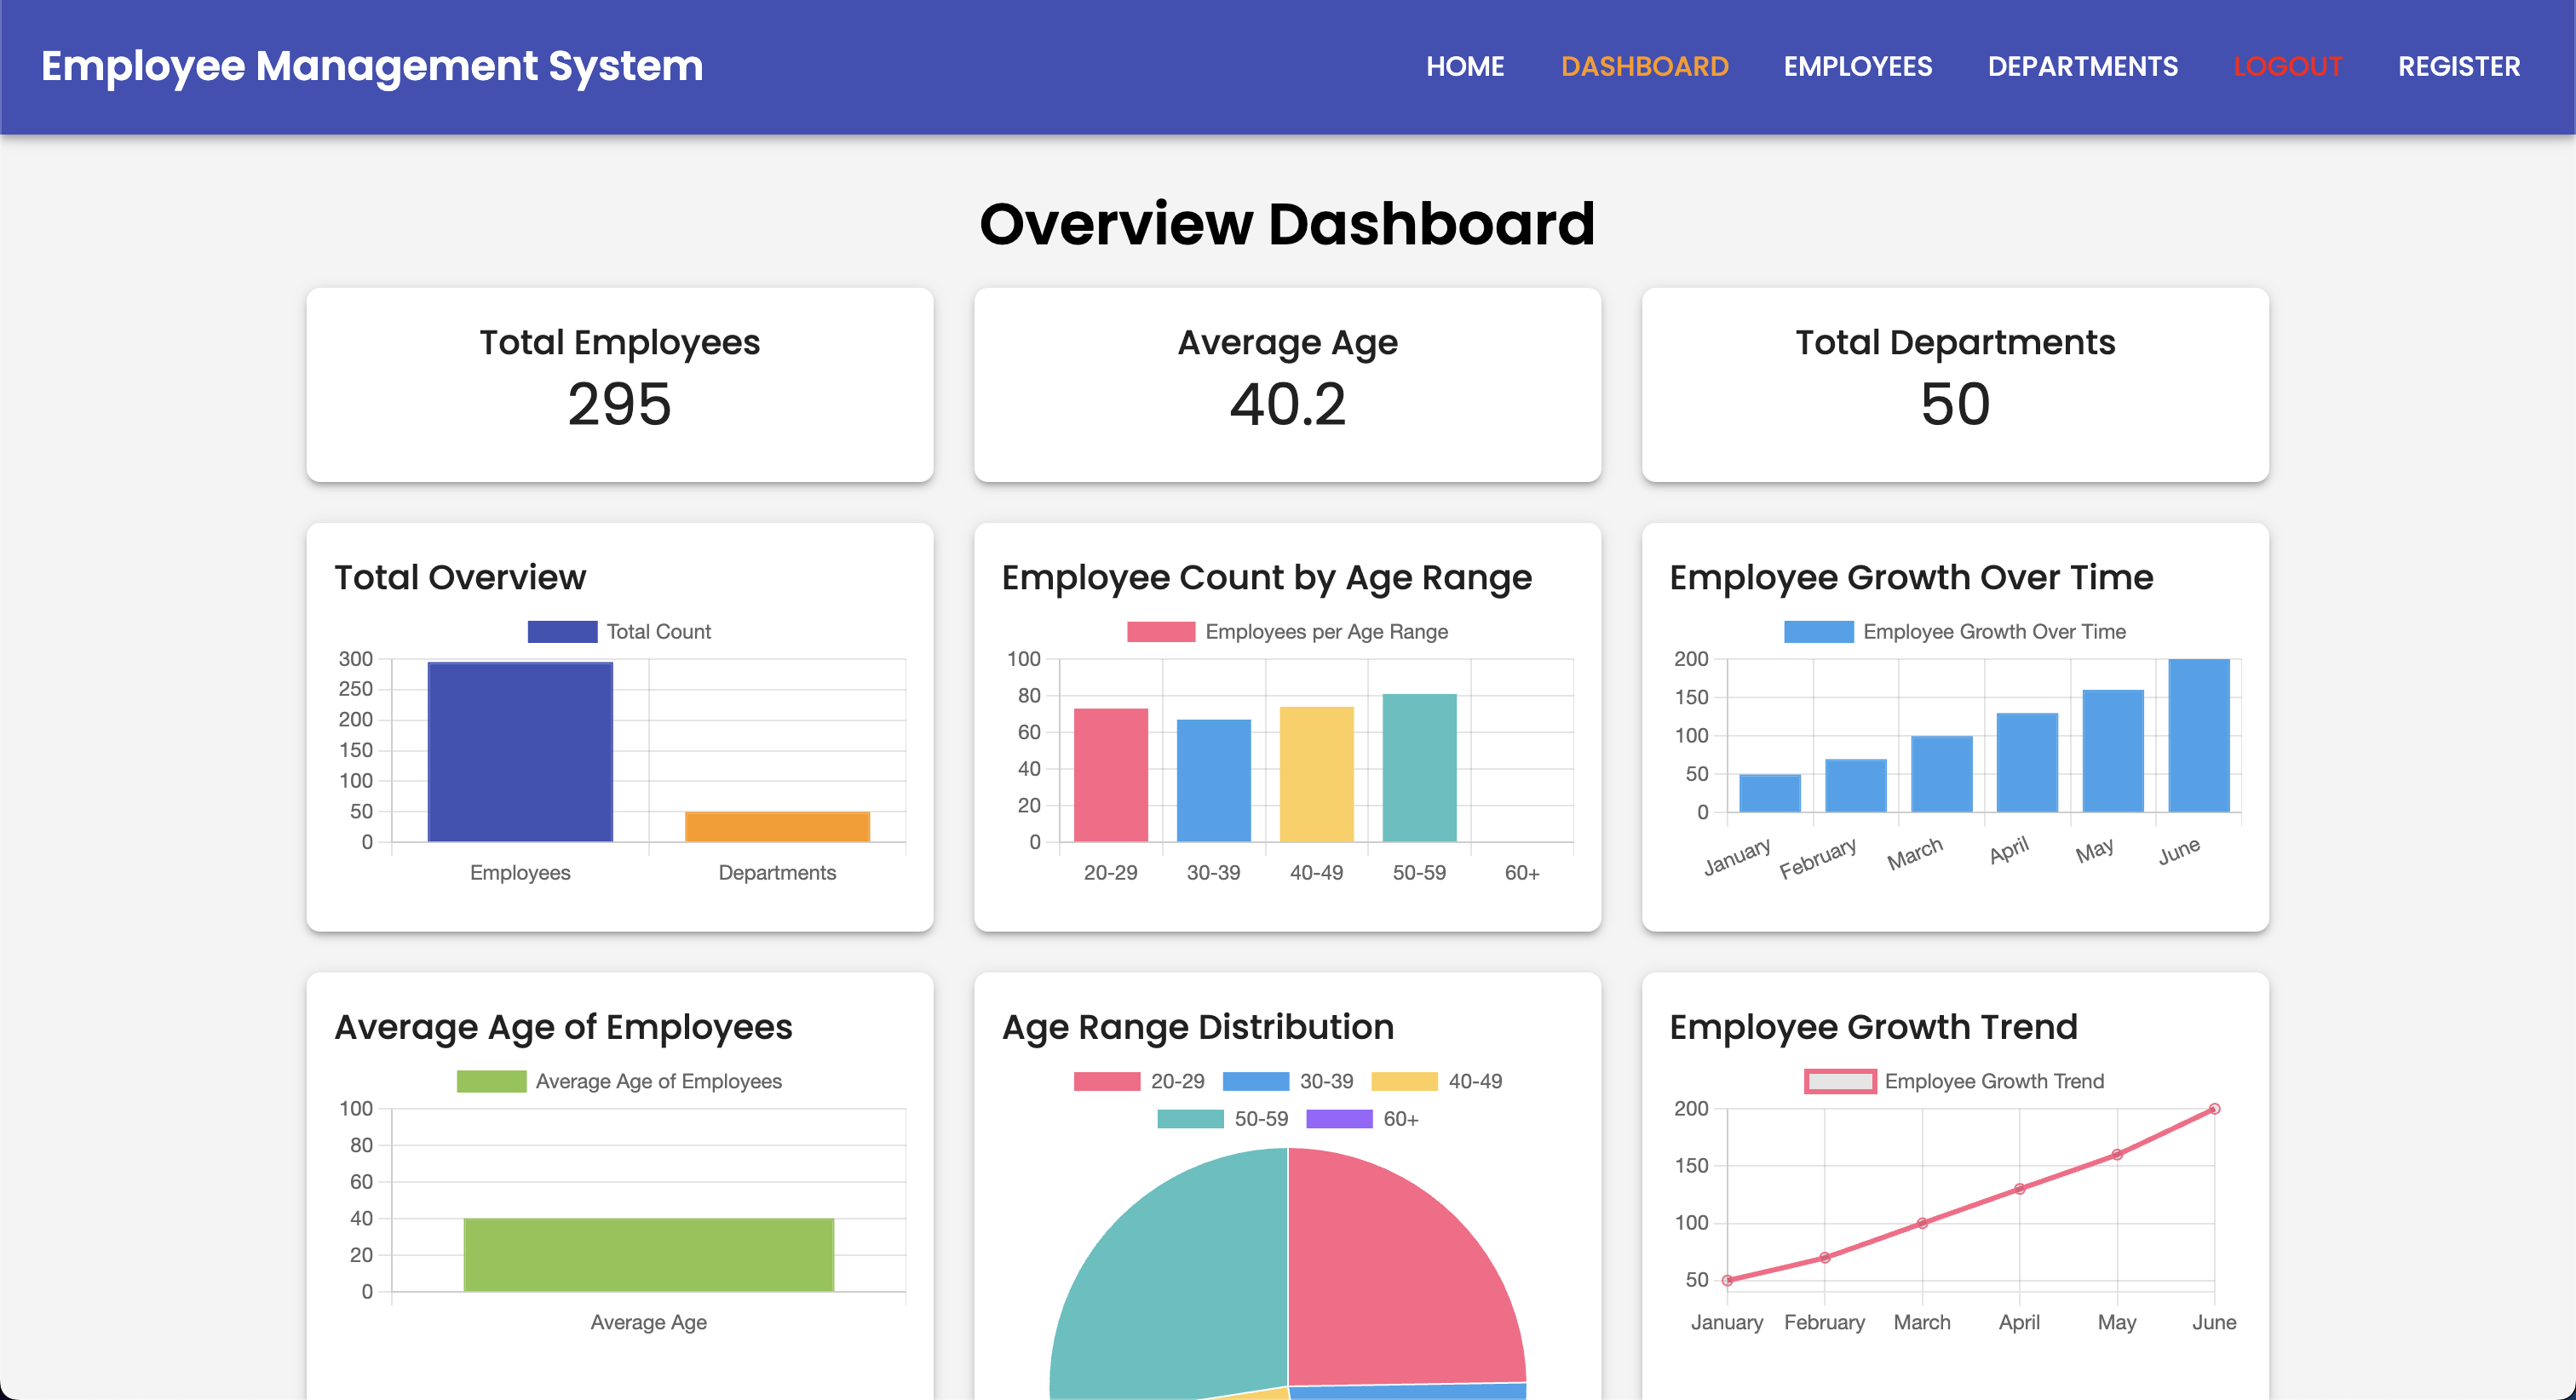 Employee Management System
HOME DASHBOARD EMPLOYEES DEPARTMENTS LOGOUT REGISTER
Overview Dashboard
Total Employees
295
Average Age
40.2
Total Departments
50
Total Overview
Total Count
300
250
200
150
100
50
0
Employees Departments
Employee Count by Age Range
Employees per Age Range
100
80
60
40
20
0
20-29 30-39 40-49 50-59 60+
Employee Growth Over Time
Employee Growth Over Time
200
150
100
50
0
January February March April May June
Average Age of Employees
Average Age of Employees
100
80
60
40
20
0
Average Age
Age Range Distribution
20-29 30-39 40-49
50-59 60+
Employee Growth Trend
Employee Growth Trend
200
150
100
50
January February March April May June